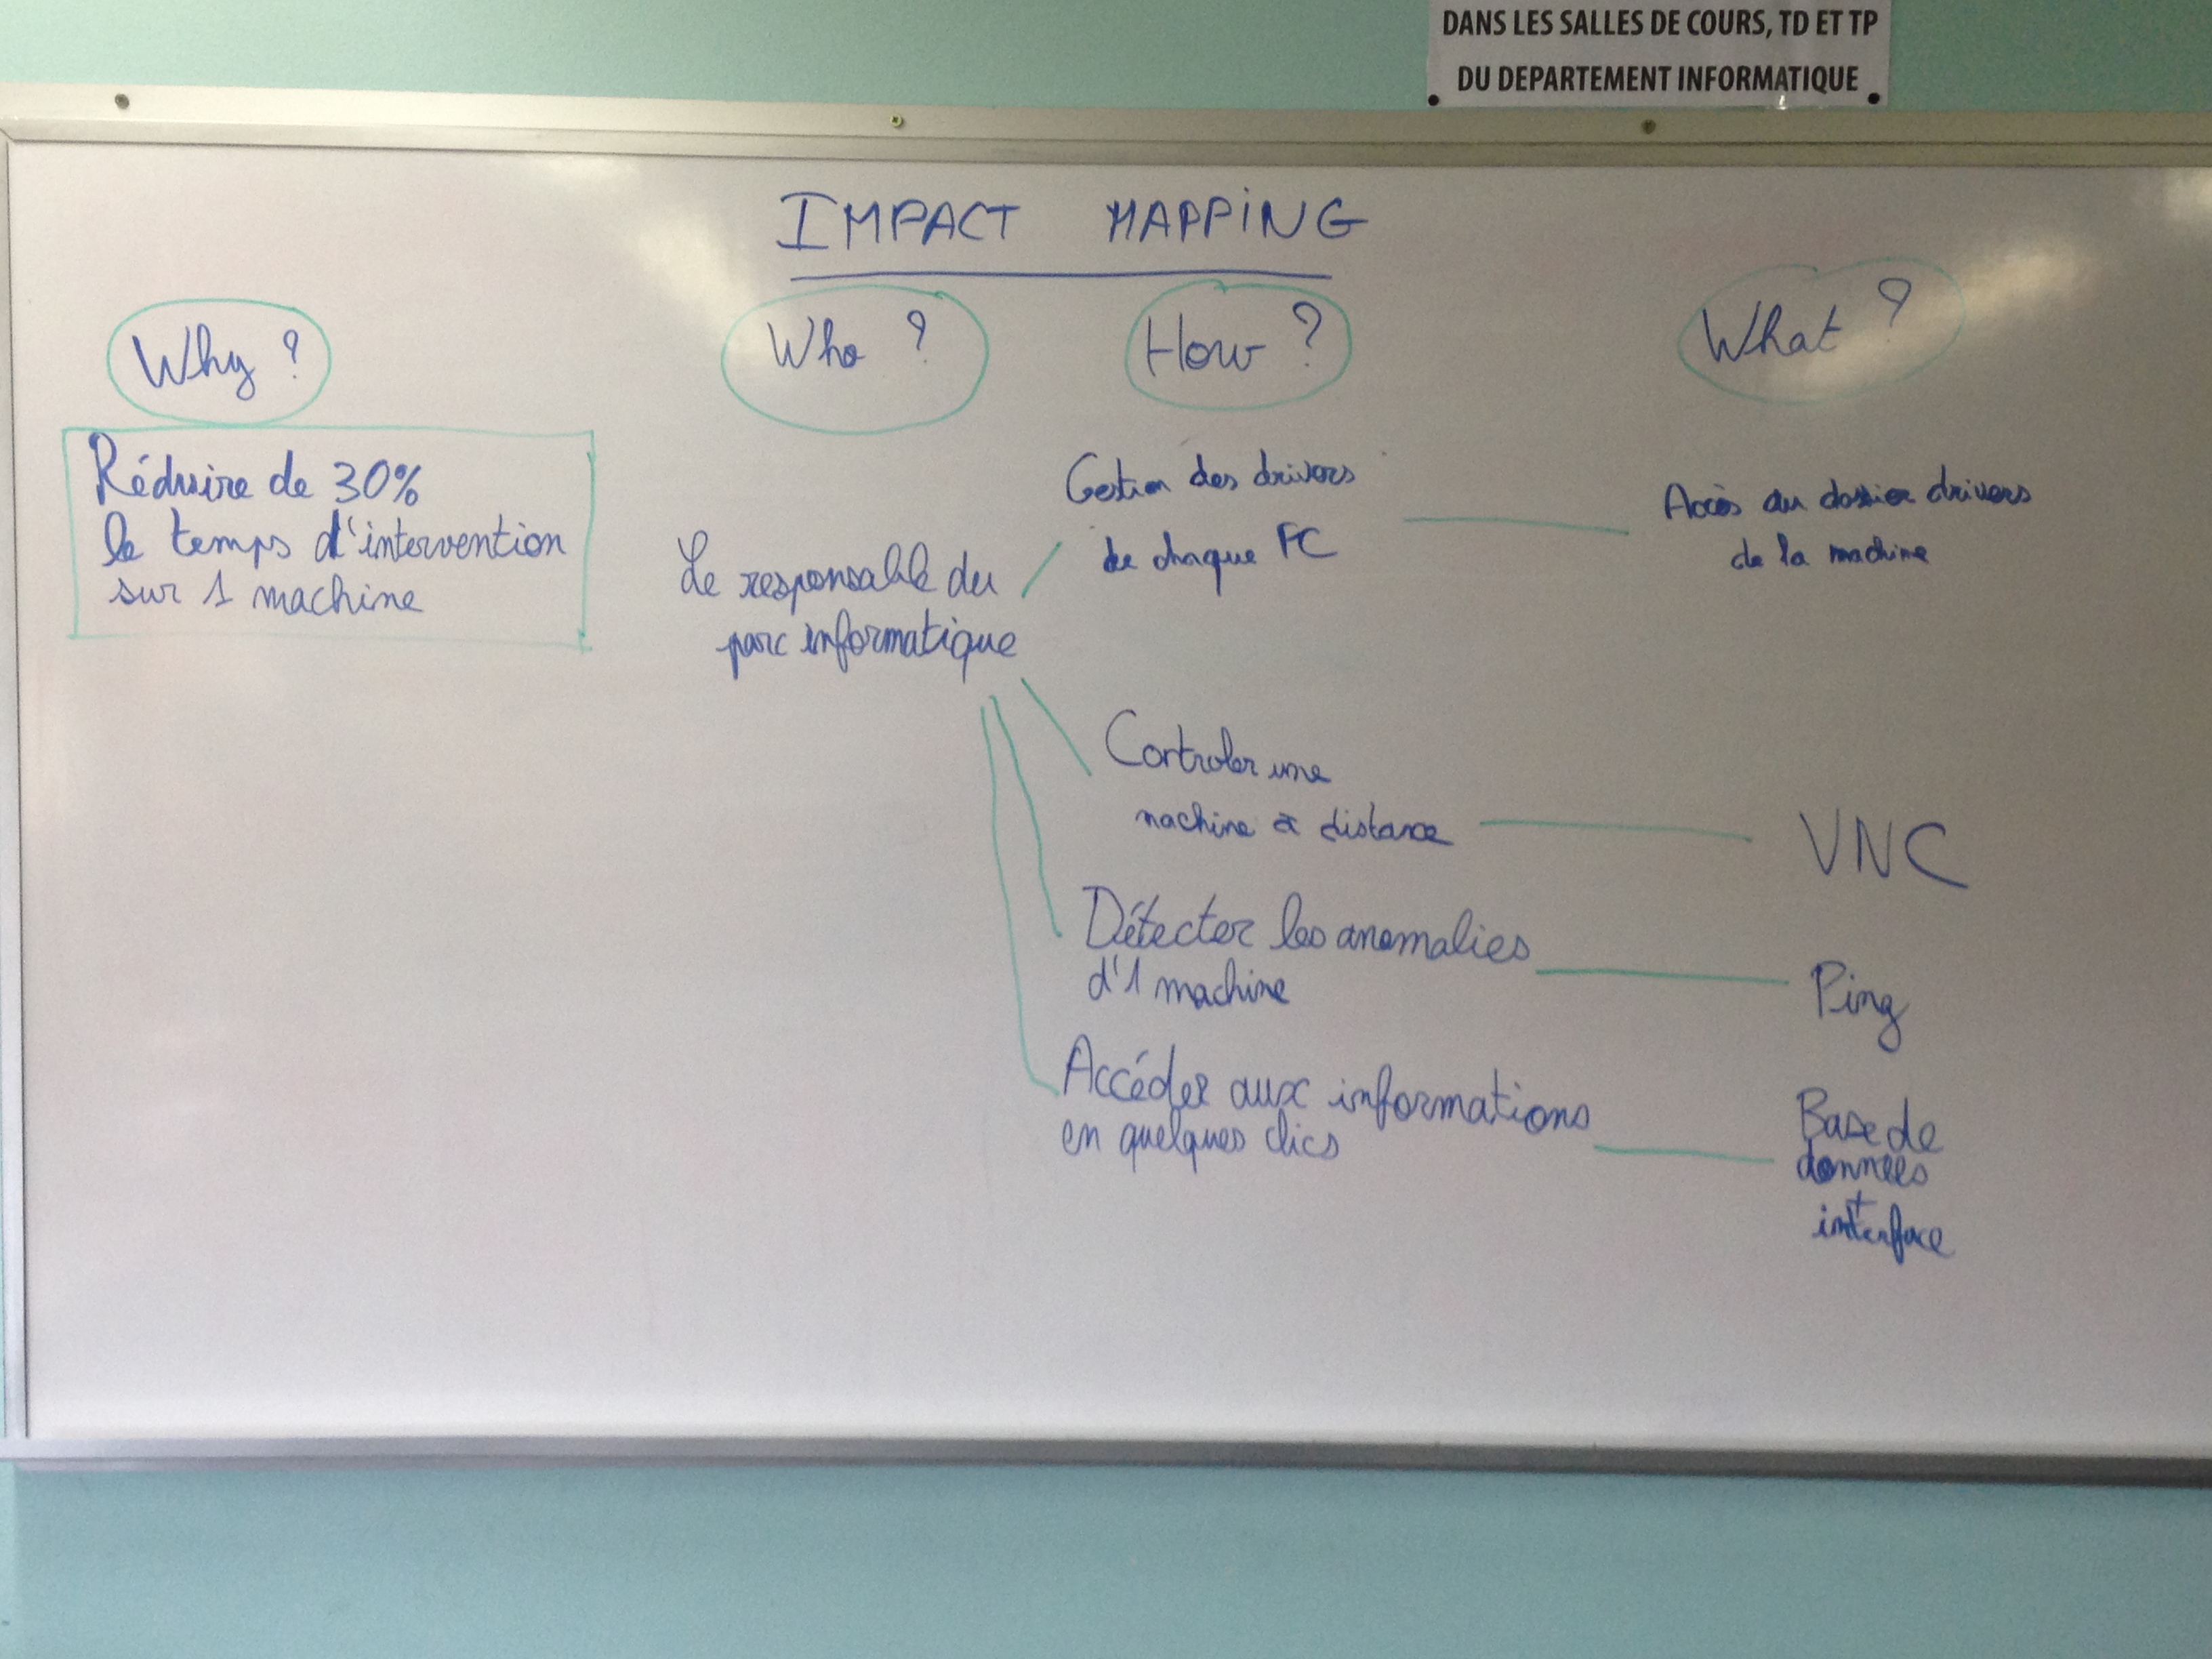 DANS LES SALLES DE COURS, TD ET TP
DU DEPARTEMENT INFORMATIQUE
IMPACT MAPPING
Why ?
Who ?
How ?
What ?
Réduire de 30%
le temps d'intervention
sur 1 machine
Le responsable du
parc informatique
Gestion des drivers
de chaque PC
Accès au dossier drivers
de la machine
Controler une
machine à distance
VNC
Détecter les anomalies
d'1 machine
Ping
Accéder aux informations
en quelques clics
Base de
données
+
interface